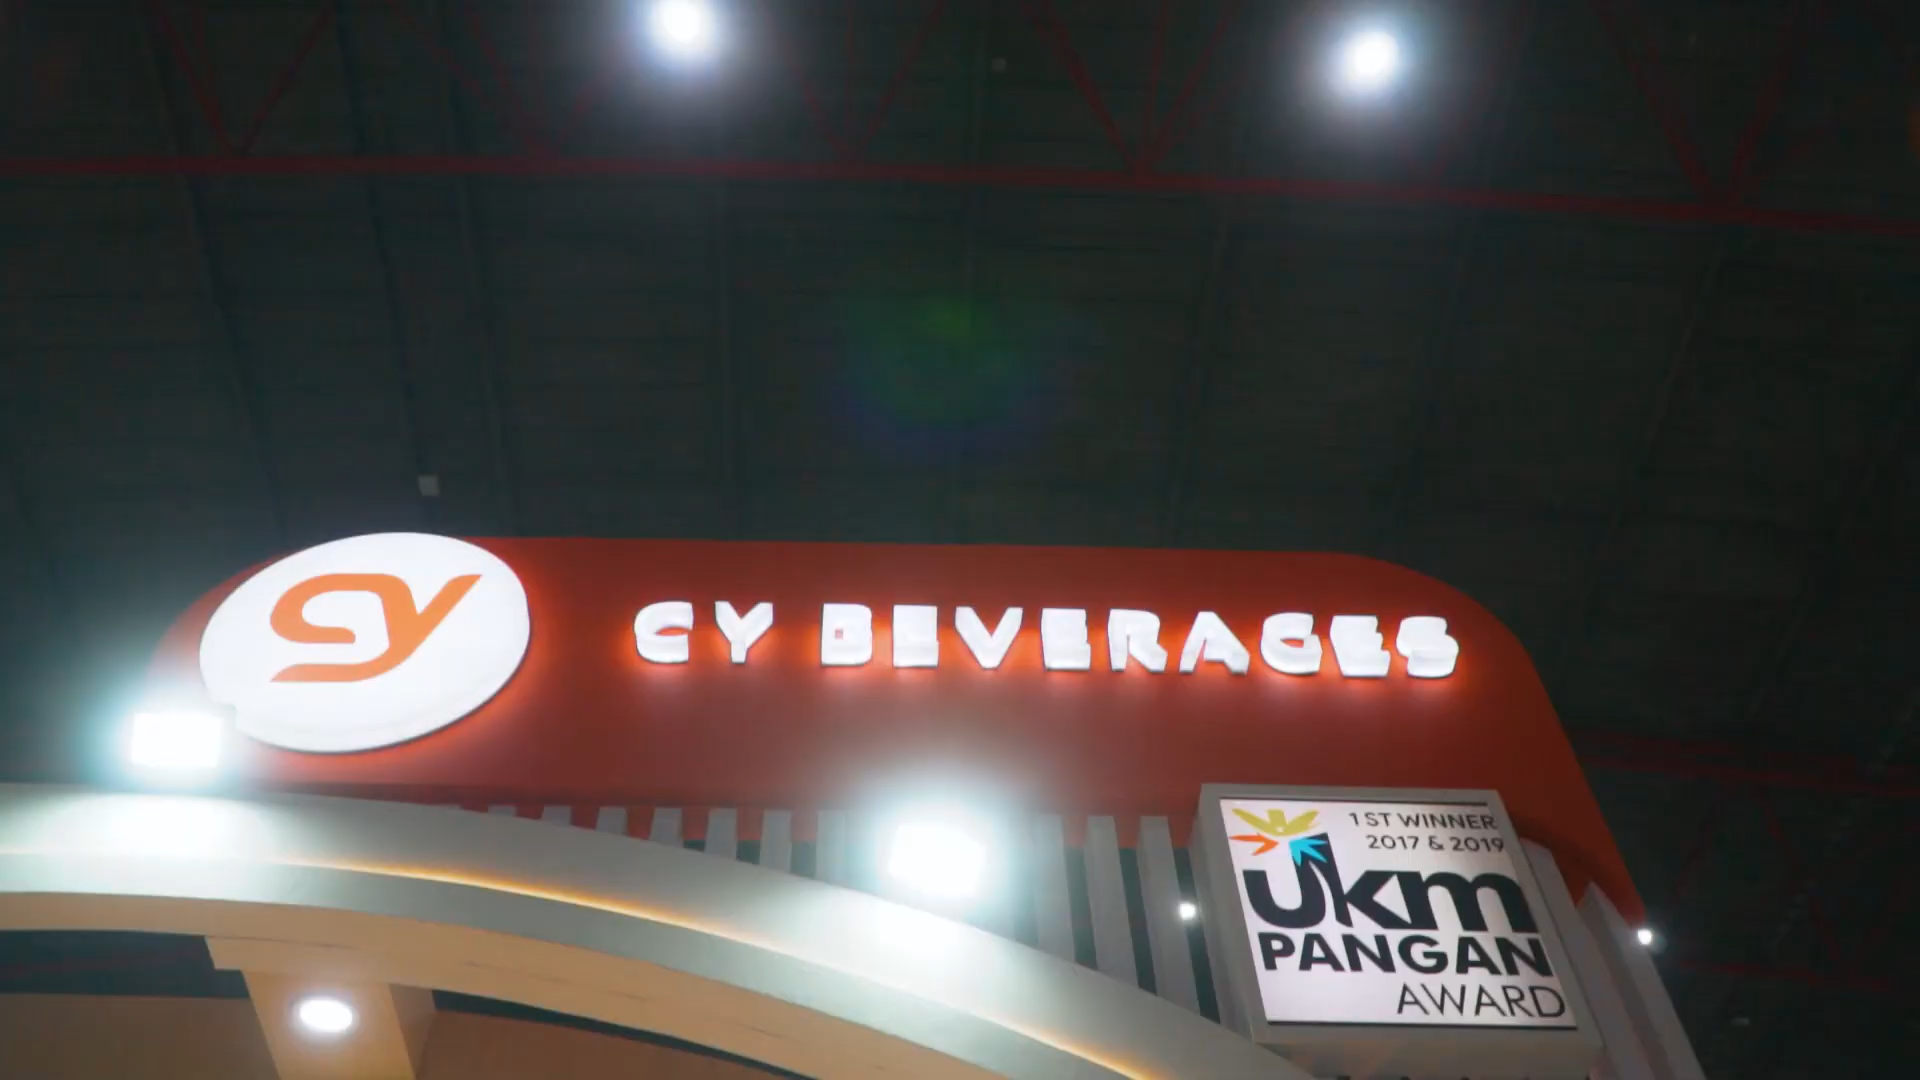 CY
CY BEVERAGES
1ST WINNER
2017 & 2019
UKM
PANGAN
AWARD